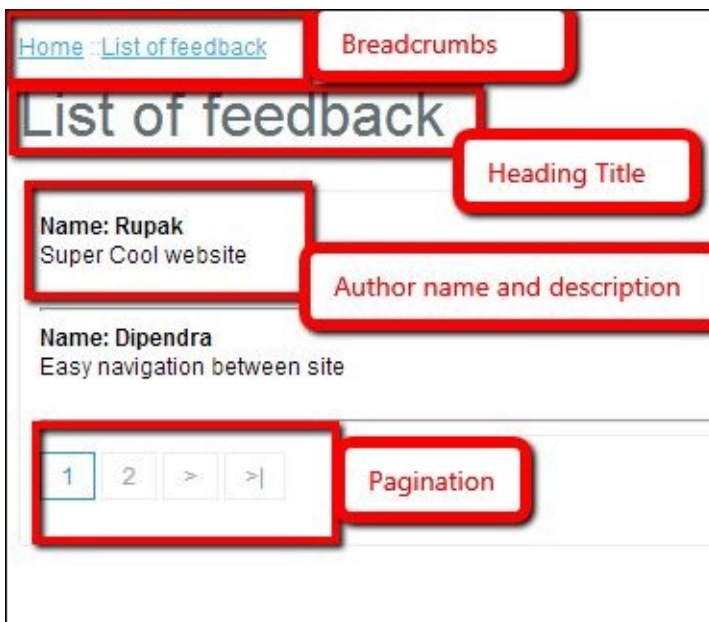 Home :: List of feedback
Breadcrumbs
List of feedback
Heading Title
Name: Rupak
Super Cool website
Author name and description
Name: Dipendra
Easy navigation between site
1 2 > >|
Pagination